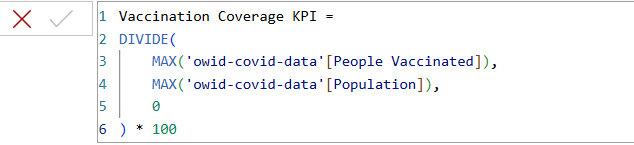 1 Vaccination Coverage KPI =
2 DIVIDE(
3     MAX('owid-covid-data'[People Vaccinated]),
4     MAX('owid-covid-data'[Population]),
5     0
6 ) * 100